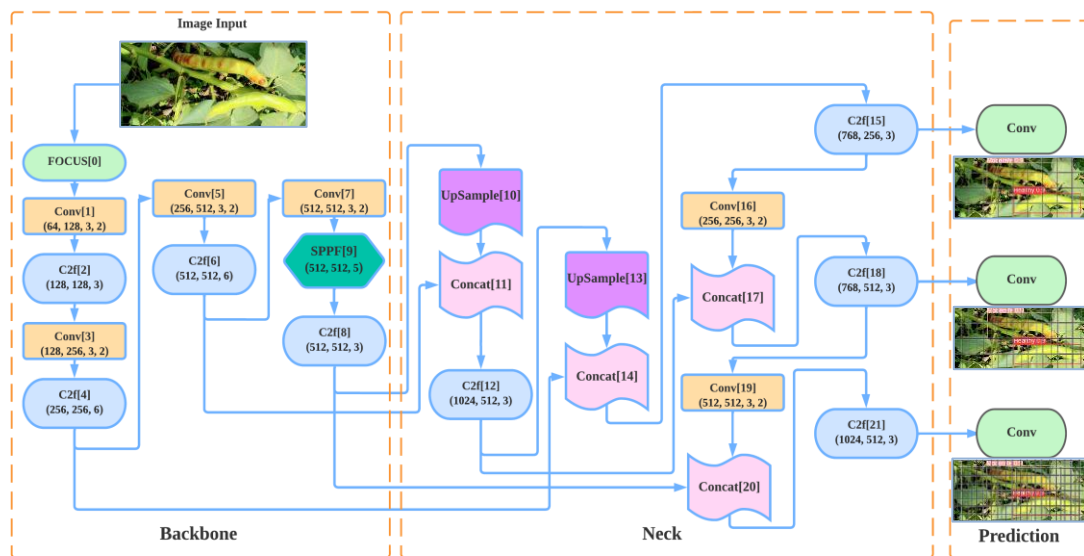 Image Input
FOCUS[0]
Conv[1]
(64, 128, 3, 2)
C2f[2]
(128, 128, 3)
Conv[3]
(128, 256, 3, 2)
C2f[4]
(256, 256, 6)
Conv[5]
(256, 512, 3, 2)
C2f[6]
(512, 512, 6)
Conv[7]
(512, 512, 3, 2)
SPPF[9]
(512, 512, 5)
C2f[8]
(512, 512, 3)
Backbone
UpSample[10]
Concat[11]
C2f[12]
(1024, 512, 3)
UpSample[13]
Concat[14]
C2f[15]
(768, 256, 3)
Conv[16]
(256, 256, 3, 2)
Concat[17]
C2f[18]
(768, 512, 3)
Conv[19]
(512, 512, 3, 2)
Concat[20]
C2f[21]
(1024, 512, 3)
Neck
Conv
Healthy
Conv
Healthy
Conv
Healthy
Prediction